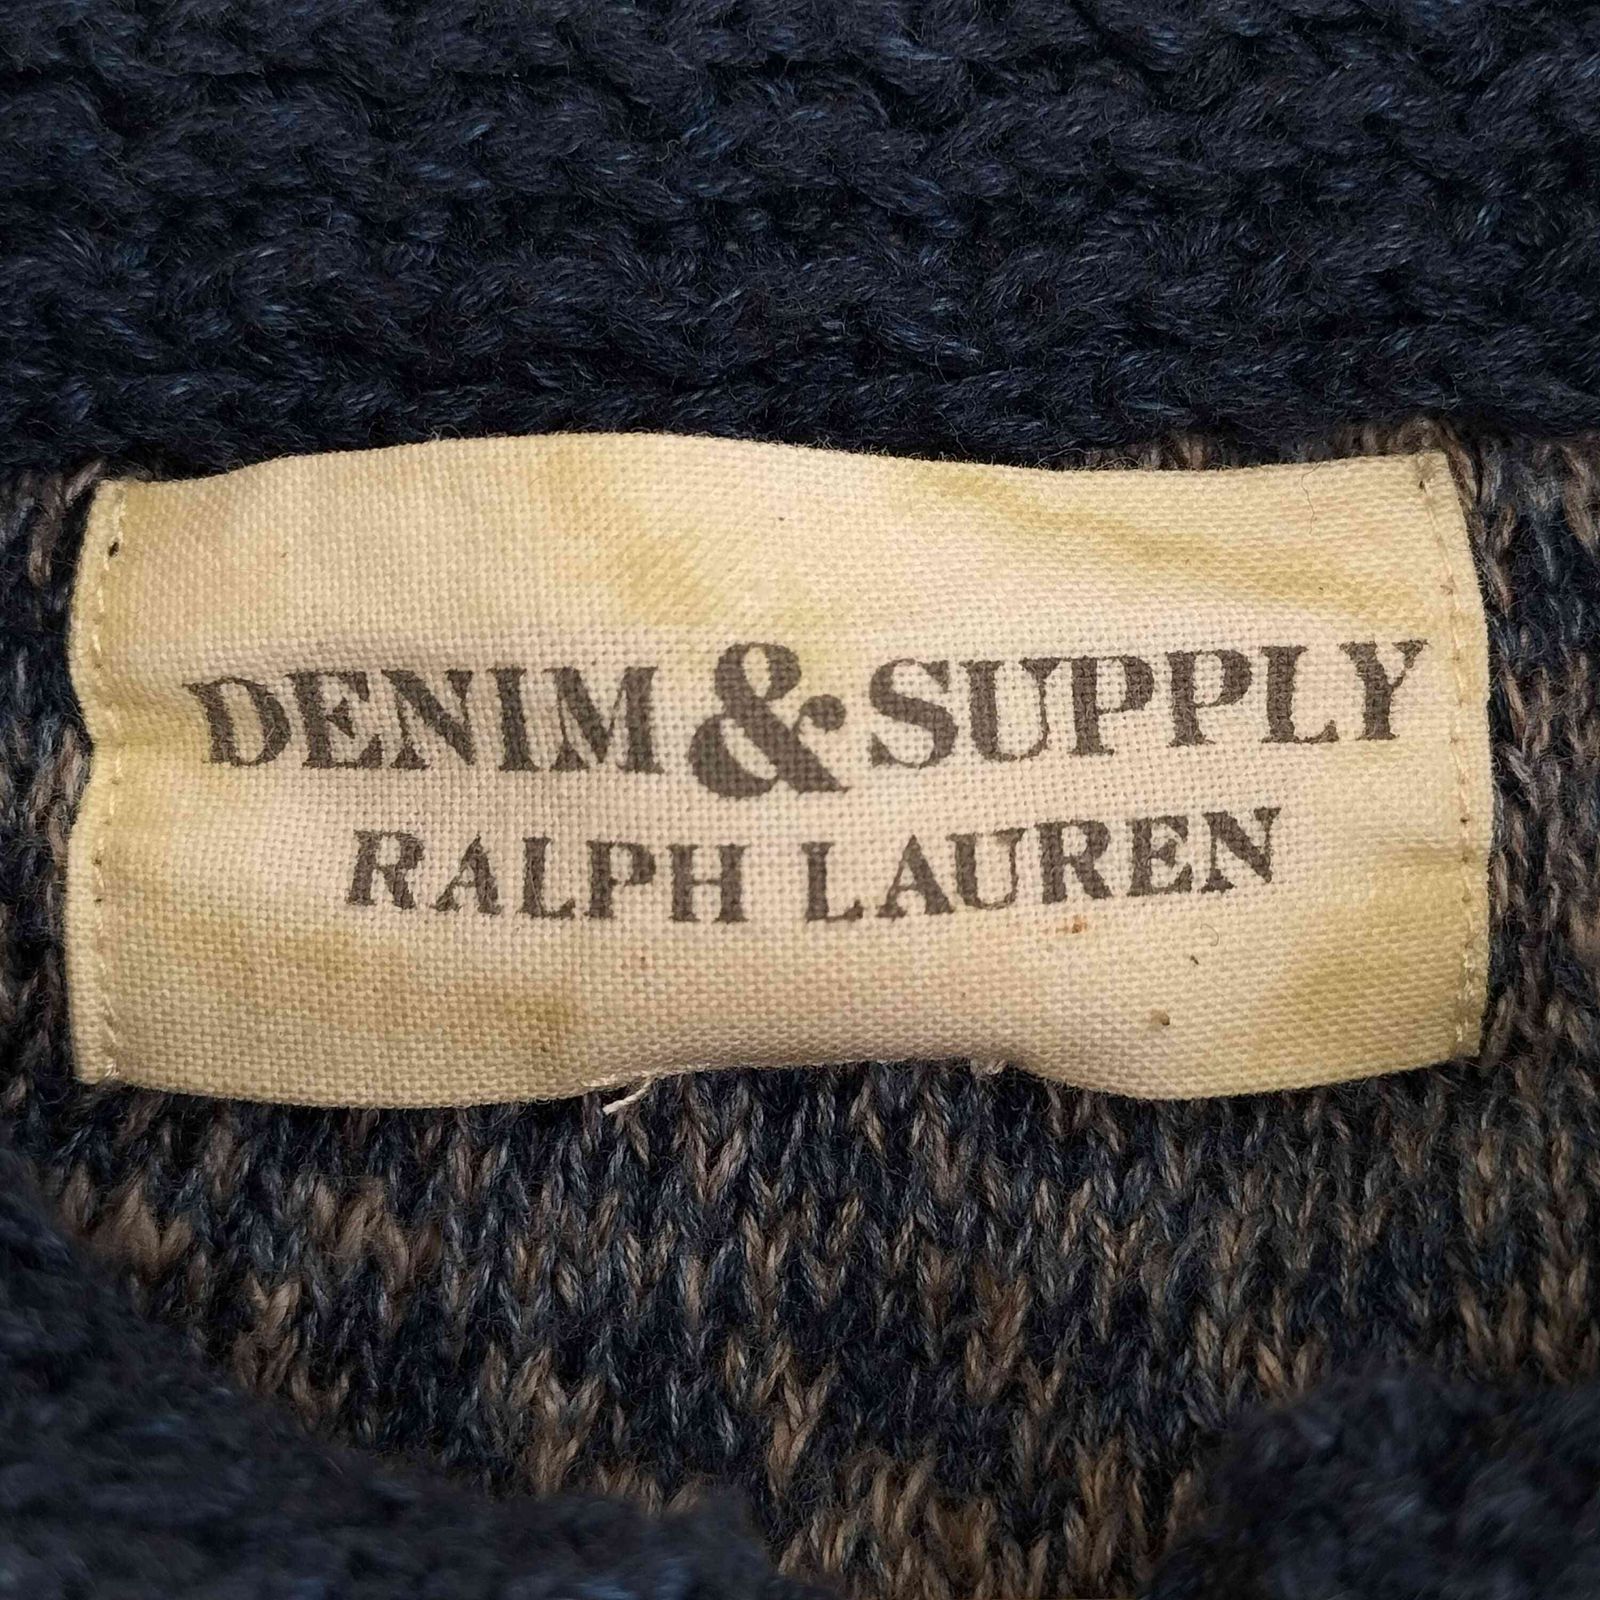 DENIM & SUPPLY
RALPH LAUREN